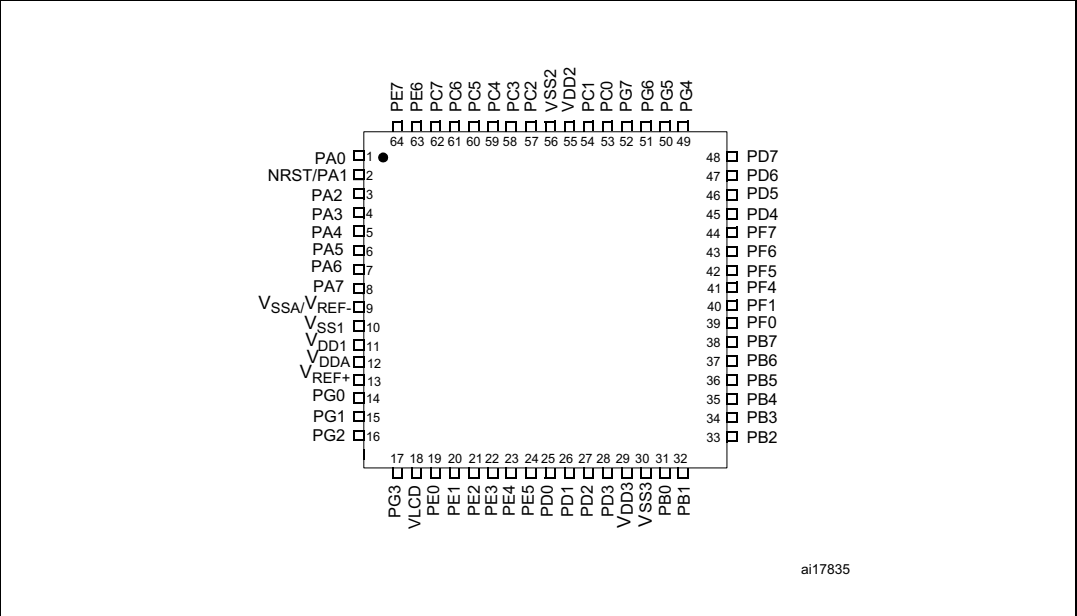 PE7 PE6 PC7 PC6 PC5 PC4 PC3 PC2 VSS2 VDD2 PC1 PC0 PG7 PG6 PG5 PG4
64 63 62 61 60 59 58 57 56 55 54 53 52 51 50 49
PA0 1 48 PD7
NRST/PA1 2 47 PD6
PA2 3 46 PD5
PA3 4 45 PD4
PA4 5 44 PF7
PA5 6 43 PF6
PA6 7 42 PF5
PA7 8 41 PF4
VSSA/VREF- 9 40 PF1
VSS1 10 39 PF0
VDD1 11 38 PB7
VDDA 12 37 PB6
VREF+ 13 36 PB5
PG0 14 35 PB4
PG1 15 34 PB3
PG2 16 33 PB2
17 18 19 20 21 22 23 24 25 26 27 28 29 30 31 32
PG3 VLCD PE0 PE1 PE2 PE3 PE4 PE5 PD0 PD1 PD2 PD3 VDD3 VSS3 PB0 PB1
ai17835